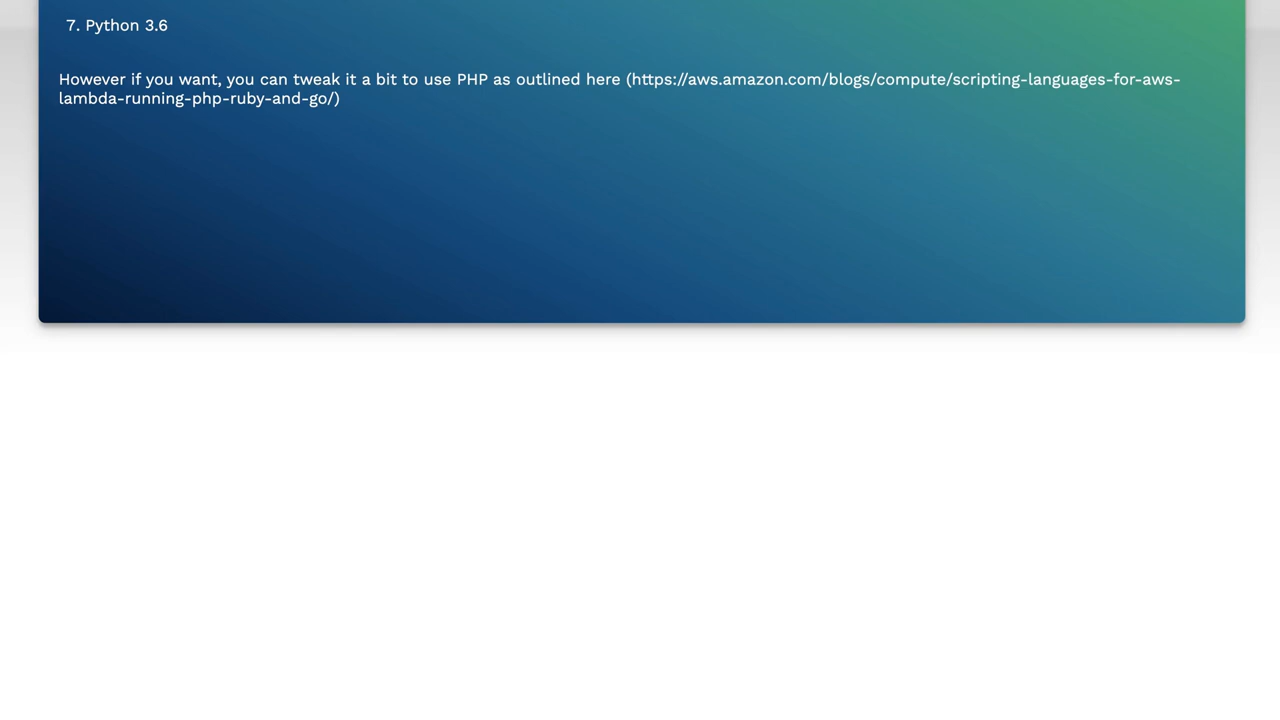 7. Python 3.6
However if you want, you can tweak it a bit to use PHP as outlined here (https://aws.amazon.com/blogs/compute/scripting-languages-for-aws-
lambda-running-php-ruby-and-go/)